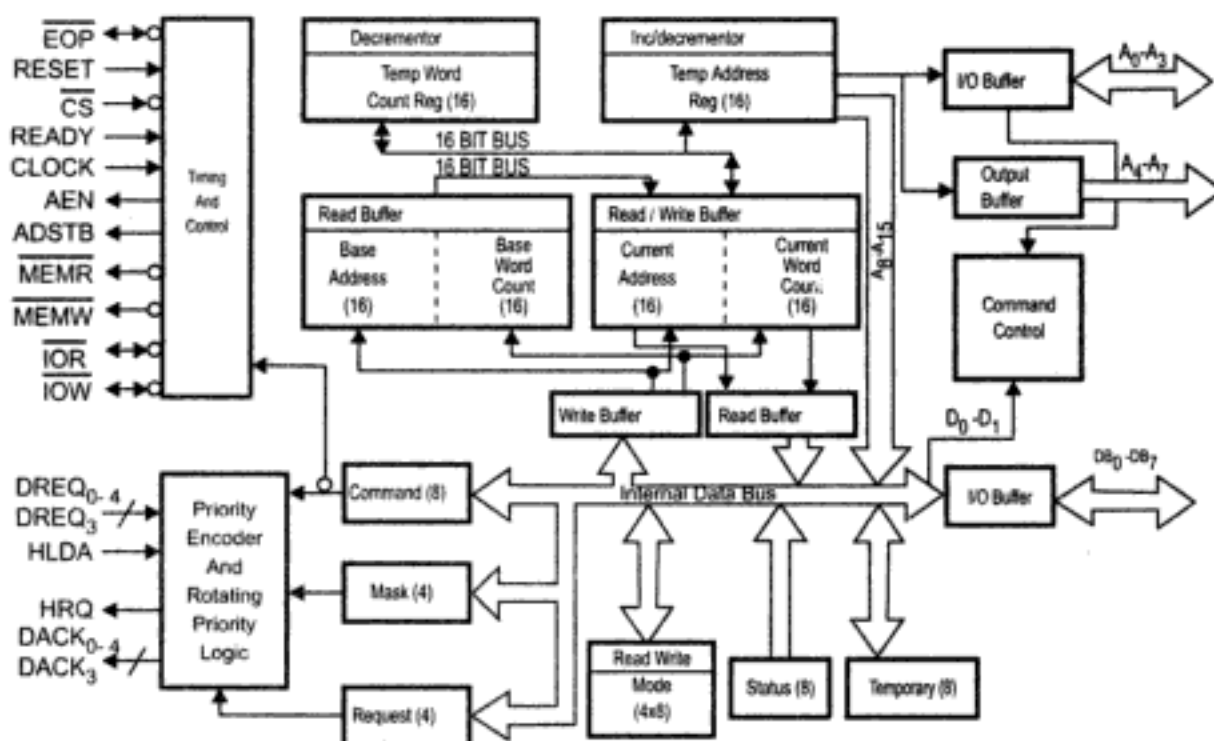 EOP
RESET
CS
READY
CLOCK
AEN
ADSTB
MEMR
MEMW
IOR
IOW
Timing
And
Control
Decrementor
Temp Word
Count Reg (16)
Inc/decrementor
Temp Address
Reg (16)
16 BIT BUS
16 BIT BUS
Read Buffer
Base
Address
(16)
Base
Word
Count
(16)
Read / Write Buffer
Current
Address
(16)
Current
Word
(16)
I/O Buffer
A0-A3
Output
Buffer
A4-A7
A8-A15
Command
Control
D0 -D1
Write Buffer
Read Buffer
DREQ0- 4
DREQ3
HLDA
HRQ
DACK0- 4
DACK3
Priority
Encoder
And
Rotating
Priority
Logic
Command (8)
Mask (4)
Request (4)
Internal Data Bus
I/O Buffer
DB0 -DB7
Read Write
Mode
(4x8)
Status (8)
Temporary (8)